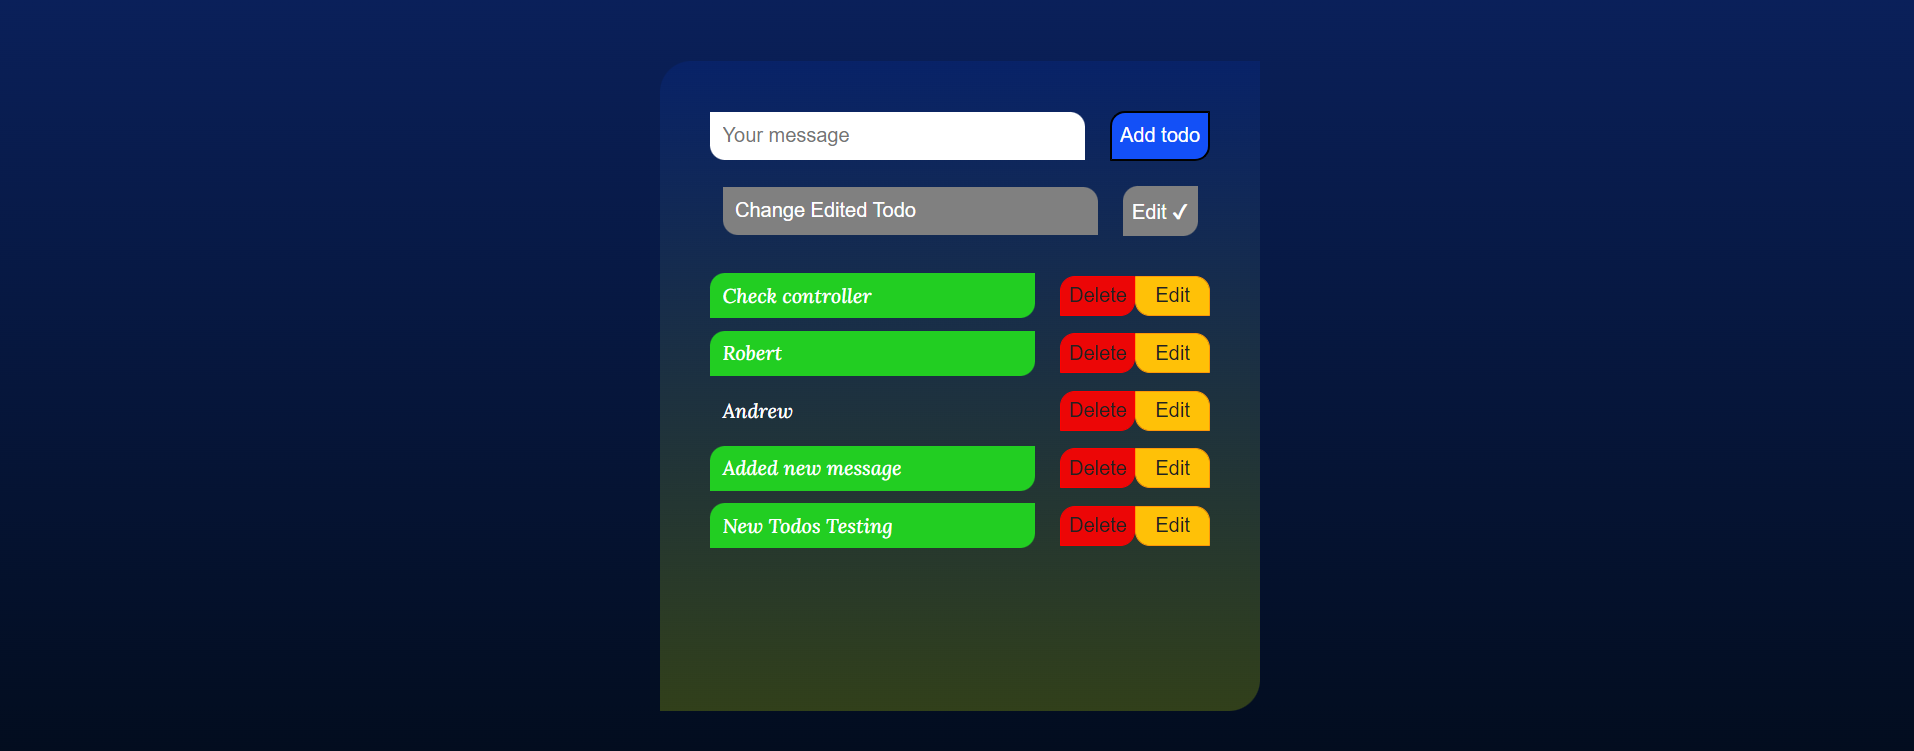 Your message Add todo
Change Edited Todo Edit ✓
Check controller Delete Edit
Robert Delete Edit
Andrew Delete Edit
Added new message Delete Edit
New Todos Testing Delete Edit